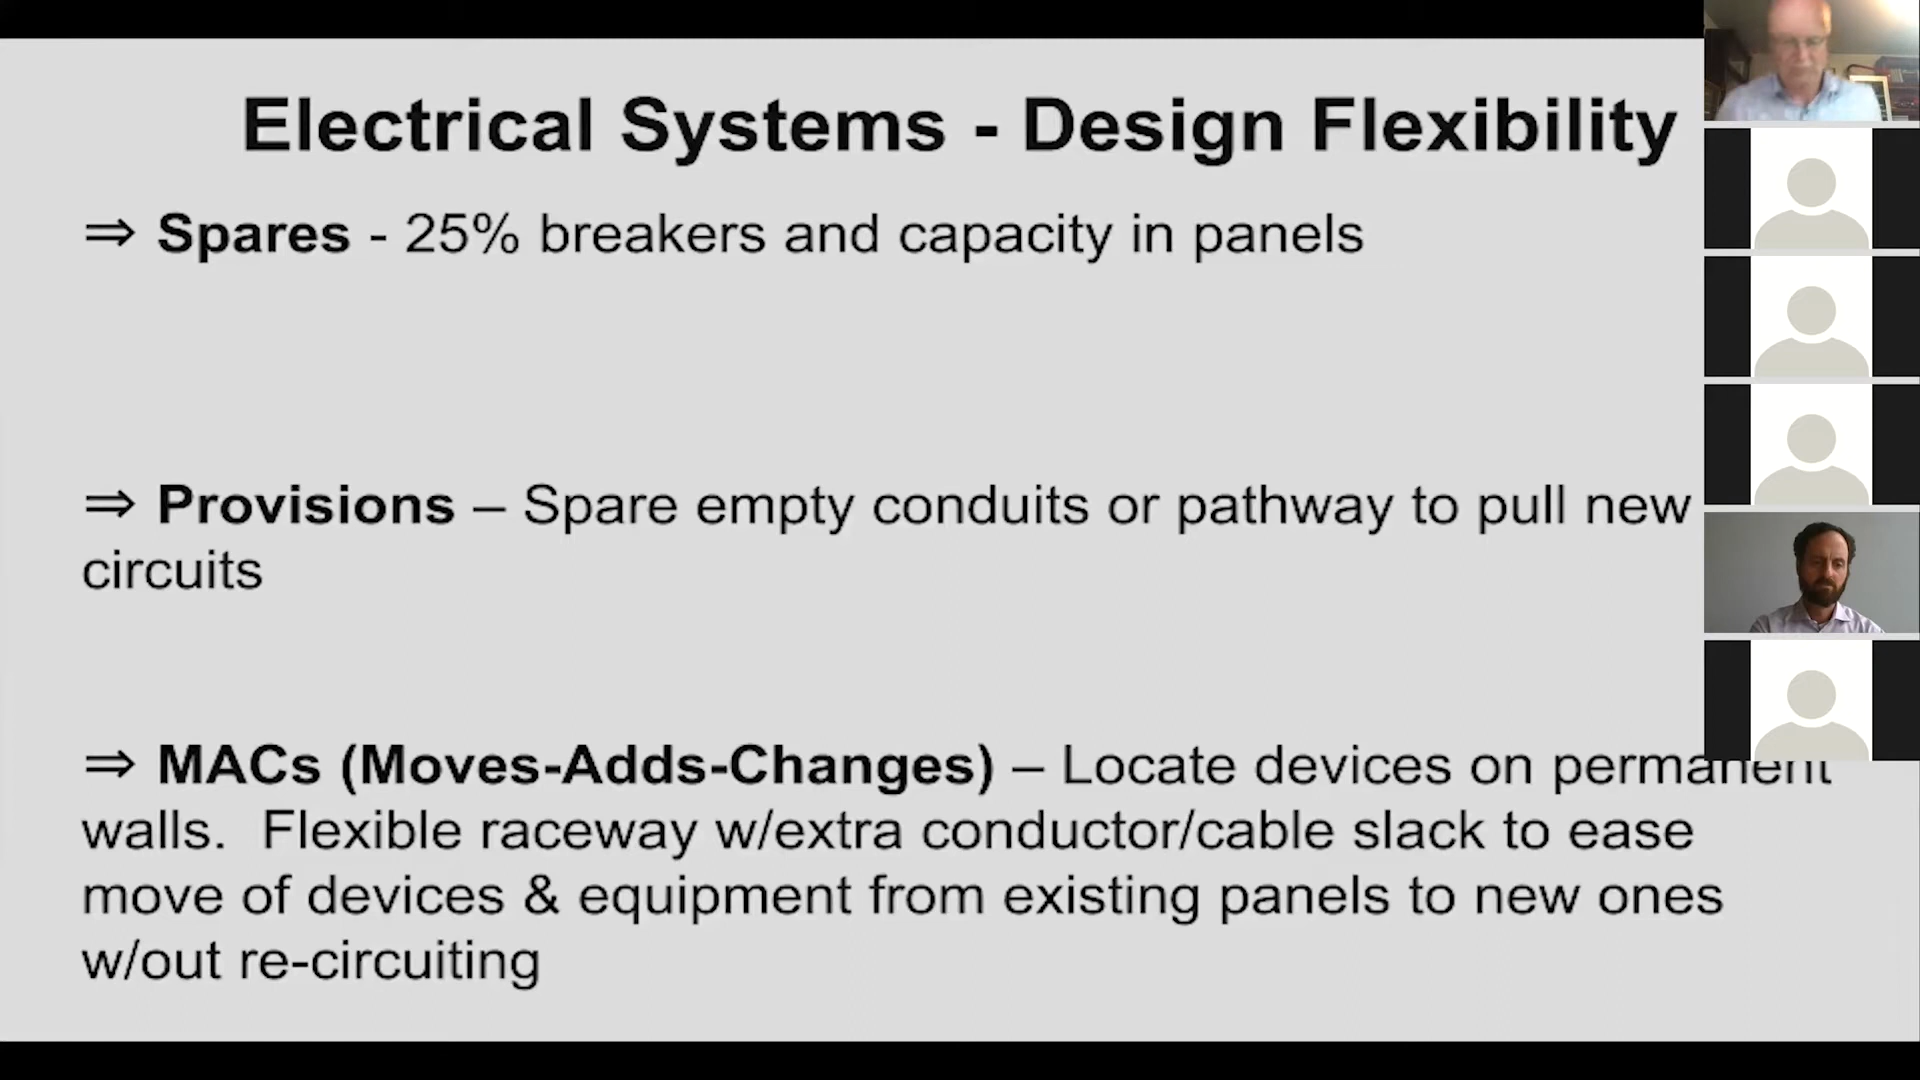 Electrical Systems - Design Flexibility
⇒ Spares - 25% breakers and capacity in panels
⇒ Provisions – Spare empty conduits or pathway to pull new
circuits
⇒ MACs (Moves-Adds-Changes) – Locate devices on permanent
walls.  Flexible raceway w/extra conductor/cable slack to ease
move of devices & equipment from existing panels to new ones
w/out re-circuiting